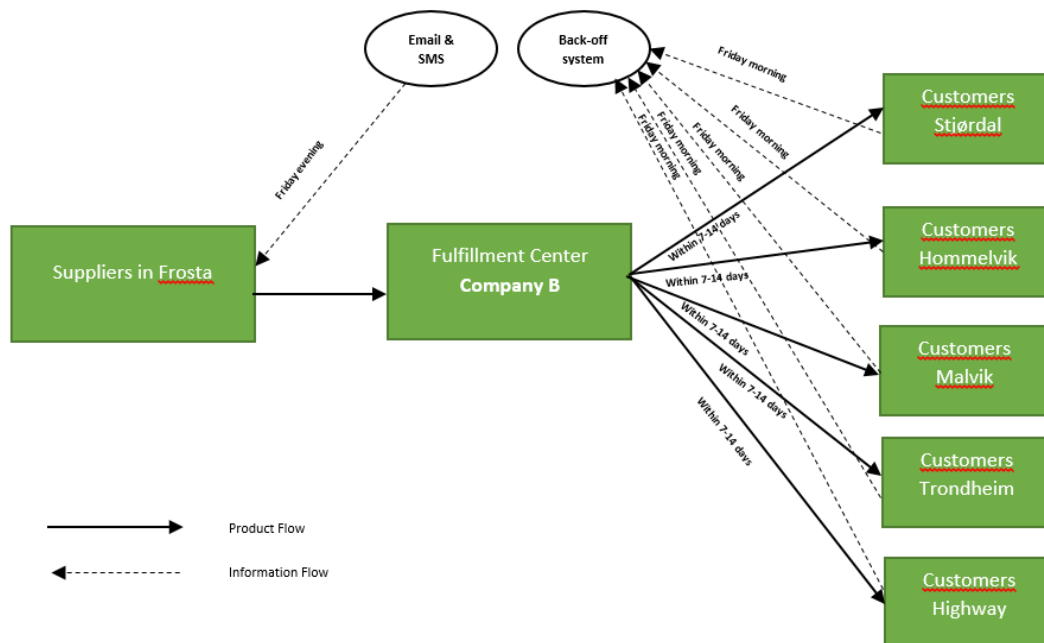 Email &
SMS
Back-off
system
Friday morning
Friday morning
Friday morning
Friday morning
Friday morning
Friday evening
Customers
Stjørdal
Customers
Hommelvik
Customers
Malvik
Customers
Trondheim
Customers
Highway
Suppliers in Frosta
Fulfillment Center
Company B
Within 7-14 days
Within 7-14 days
Within 7-14 days
Within 7-14 days
Within 7-14 days
Product Flow
Information Flow